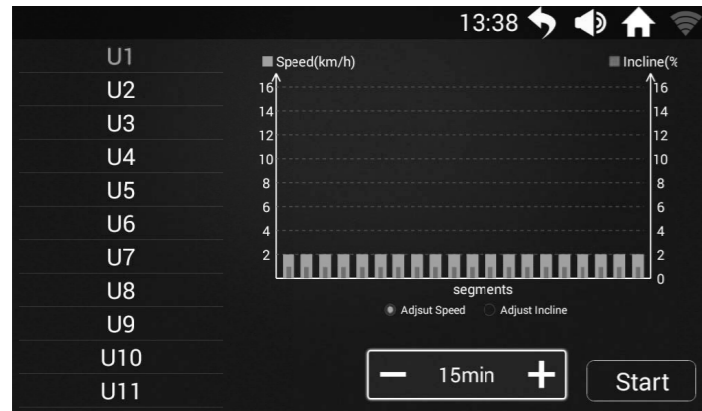 13:38
U1
U2
U3
U4
U5
U6
U7
U8
U9
U10
U11
Speed(km/h)
Incline(%
16
14
12
10
8
6
4
2
16
14
12
10
8
6
4
2
0
segments
Adjsut Speed
Adjust Incline
15min
Start